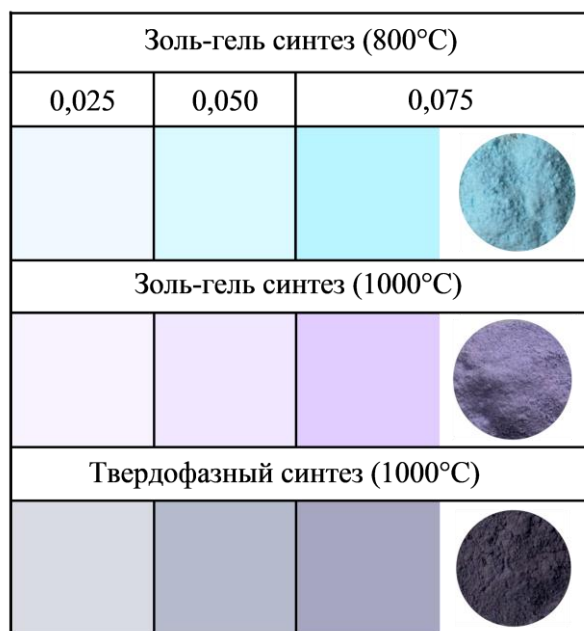 Золь-гель синтез (800°C)
0,025 0,050 0,075
Золь-гель синтез (1000°C)
Твердофазный синтез (1000°C)